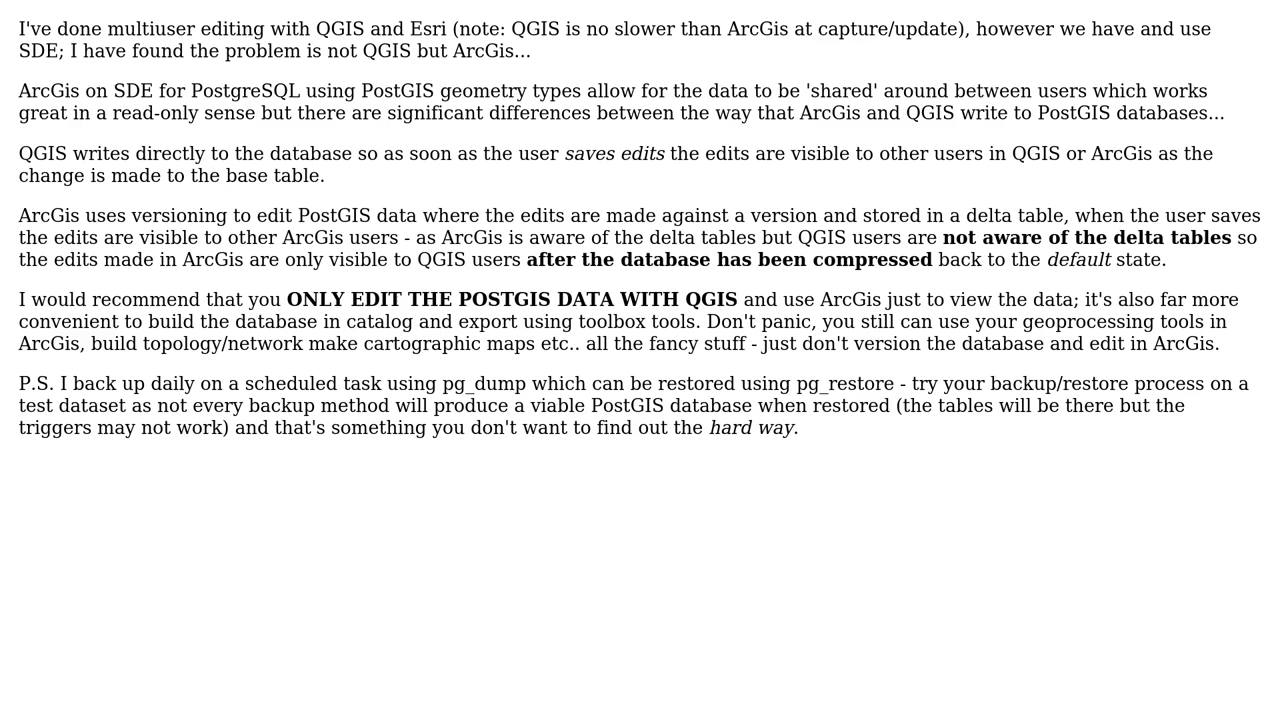 I've done multiuser editing with QGIS and Esri (note: QGIS is no slower than ArcGis at capture/update), however we have and use
SDE; I have found the problem is not QGIS but ArcGis...
ArcGis on SDE for PostgreSQL using PostGIS geometry types allow for the data to be 'shared' around between users which works
great in a read-only sense but there are significant differences between the way that ArcGis and QGIS write to PostGIS databases...
QGIS writes directly to the database so as soon as the user saves edits the edits are visible to other users in QGIS or ArcGis as the
change is made to the base table.
ArcGis uses versioning to edit PostGIS data where the edits are made against a version and stored in a delta table, when the user saves
the edits are visible to other ArcGis users - as ArcGis is aware of the delta tables but QGIS users are not aware of the delta tables so
the edits made in ArcGis are only visible to QGIS users after the database has been compressed back to the default state.
I would recommend that you ONLY EDIT THE POSTGIS DATA WITH QGIS and use ArcGis just to view the data; it's also far more
convenient to build the database in catalog and export using toolbox tools. Don't panic, you still can use your geoprocessing tools in
ArcGis, build topology/network make cartographic maps etc.. all the fancy stuff - just don't version the database and edit in ArcGis.
P.S. I back up daily on a scheduled task using pg_dump which can be restored using pg_restore - try your backup/restore process on a
test dataset as not every backup method will produce a viable PostGIS database when restored (the tables will be there but the
triggers may not work) and that's something you don't want to find out the hard way.